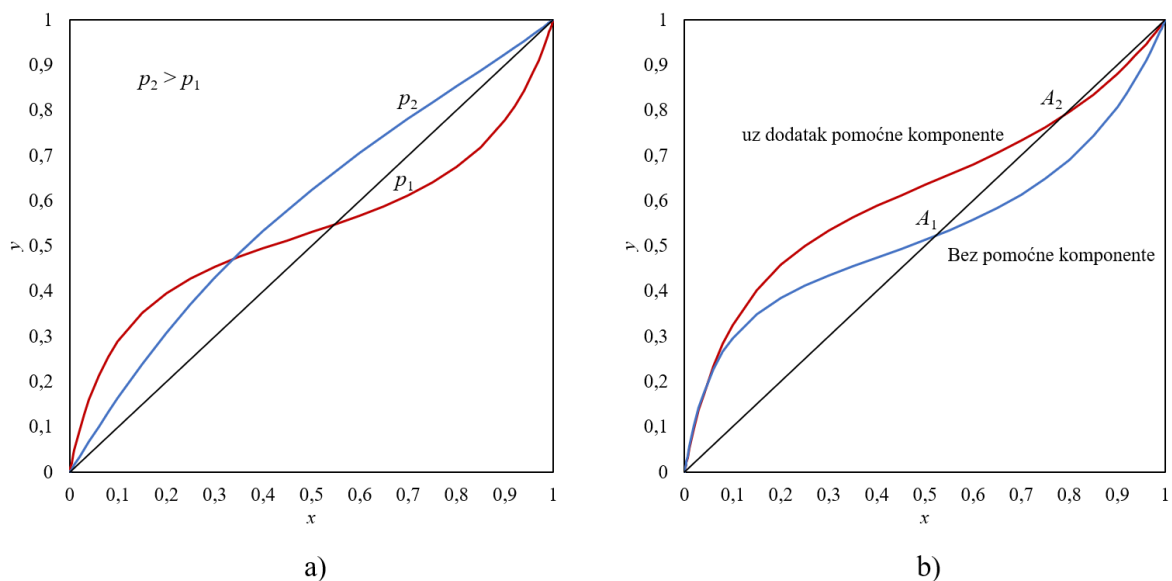 1
0,9
0,8
0,7
0,6
0,5
0,4
0,3
0,2
0,1
0
y
p2 > p1
p2
p1
0 0,1 0,2 0,3 0,4 0,5 0,6 0,7 0,8 0,9 1
x
a)
1
0,9
0,8
0,7
0,6
0,5
0,4
0,3
0,2
0,1
0
y
A2
uz dodatak pomoćne komponente
A1
Bez pomoćne komponente
0 0,1 0,2 0,3 0,4 0,5 0,6 0,7 0,8 0,9 1
x
b)